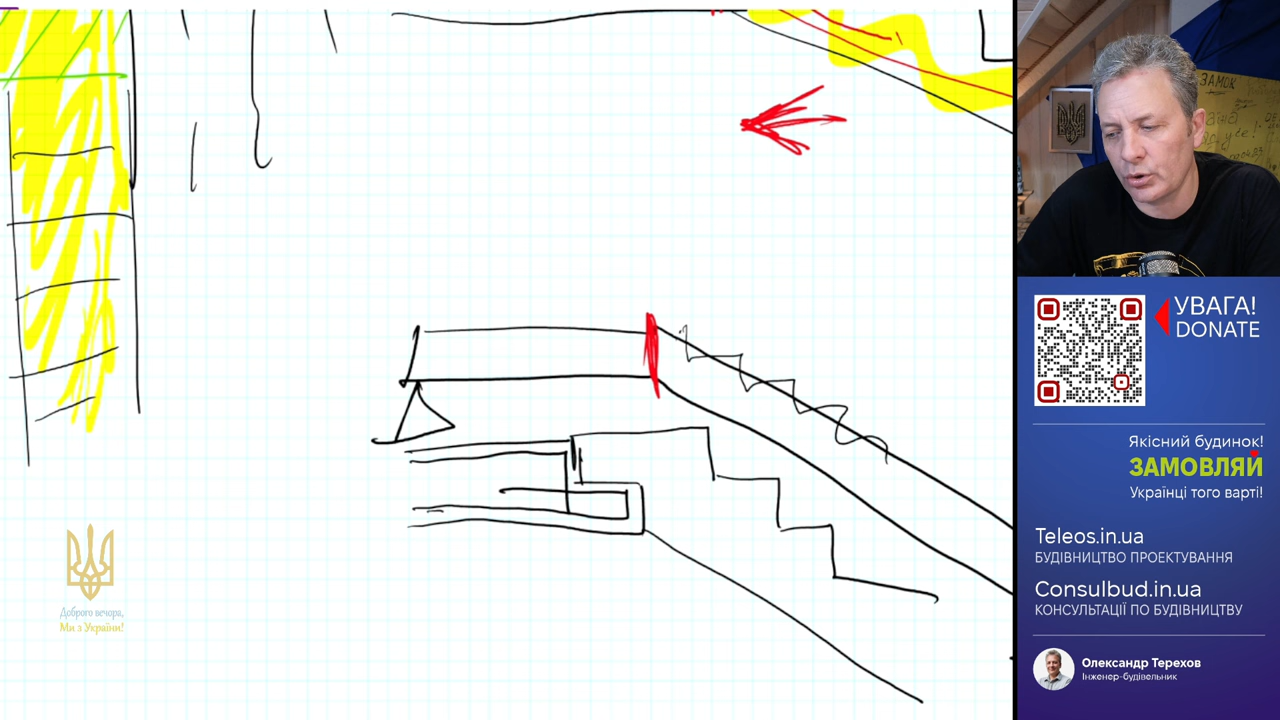 ЗАМОК
УВАГА!
DONATE
Якісний будинок!
ЗАМОВЛЯЙ
Українці того варті!
Teleos.in.ua
БУДІВНИЦТВО ПРОЕКТУВАННЯ
Consulbud.in.ua
КОНСУЛЬТАЦІЇ ПО БУДІВНИЦТВУ
Олександр Терехов
Інженер-будівельник
Доброго вечора,
Ми з України!